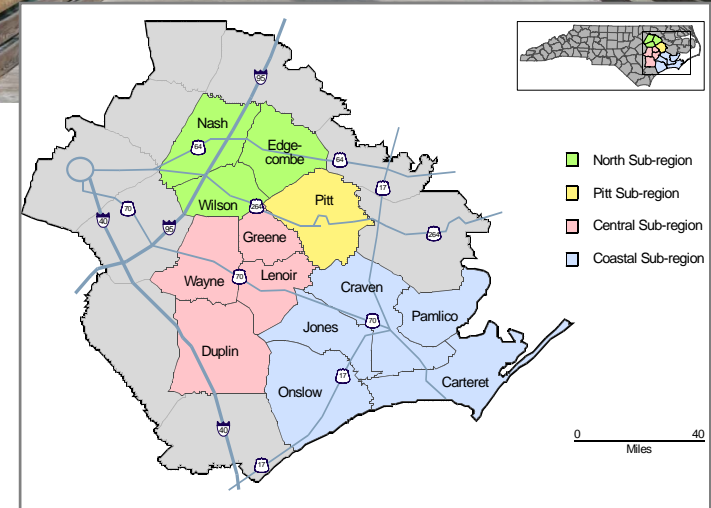 95
Nash
64
Edge-
combe
64
17
Pitt
Wilson
264
70
40
95
Greene
264
Wayne
70
Lenoir
Craven
Pamlico
Jones
70
Duplin
Onslow
17
Carteret
40
17
North Sub-region
Pitt Sub-region
Central Sub-region
Coastal Sub-region
0 40
Miles